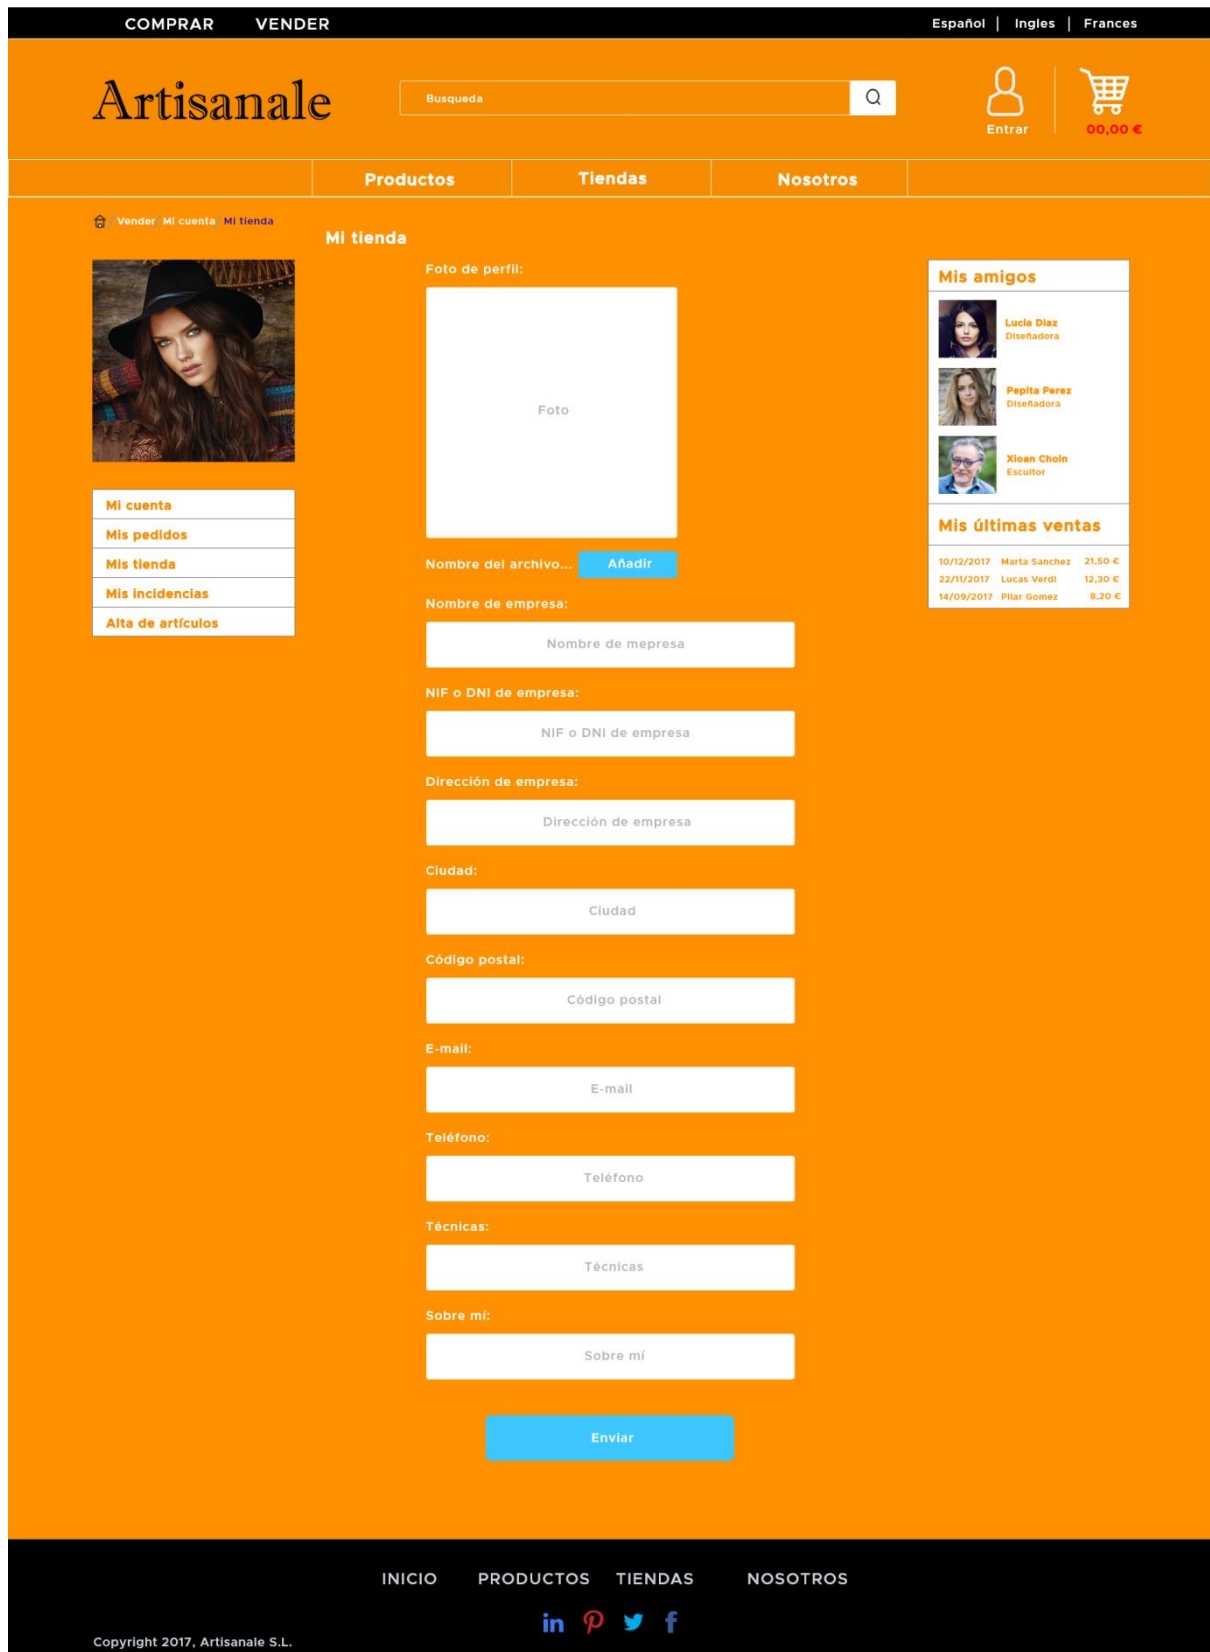 COMPRAR VENDER Español | Ingles | Frances
Artisanale
Busqueda
Entrar
00,00 €
Productos Tiendas Nosotros
/ Vender/Mi cuenta/Mi tienda
Mi tienda
Foto de perfil:
Foto
Nombre del archivo... Añadir
Nombre de empresa:
Nombre de mepresa
NIF o DNI de empresa:
NIF o DNI de empresa
Dirección de empresa:
Dirección de empresa
Ciudad:
Ciudad
Código postal:
Código postal
E-mail:
E-mail
Teléfono:
Teléfono
Técnicas:
Técnicas
Sobre mí:
Sobre mí
Enviar
Mi cuenta
Mis pedidos
Mis tienda
Mis incidencias
Alta de artículos
Mis amigos
Lucia Diaz
Diseñadora
Pepita Perez
Diseñadora
Xioan Choin
Escultor
Mis últimas ventas
10/12/2017 Marta Sanchez 21,50 €
22/11/2017 Lucas Verdi 12,30 €
14/09/2017 Pilar Gomez 8,20 €
INICIO PRODUCTOS TIENDAS NOSOTROS
in f
Copyright 2017, Artisanale S.L.